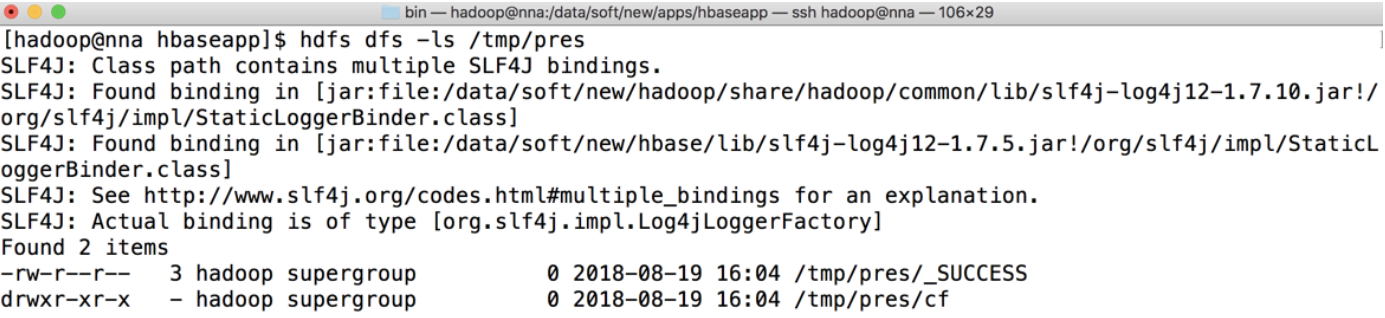 bin — hadoop@nna:/data/soft/new/apps/hbaseapp — ssh hadoop@nna — 106×29
[hadoop@nna hbaseapp]$ hdfs dfs -ls /tmp/pres
SLF4J: Class path contains multiple SLF4J bindings.
SLF4J: Found binding in [jar:file:/data/soft/new/hadoop/share/hadoop/common/lib/slf4j-log4j12-1.7.10.jar!/
org/slf4j/impl/StaticLoggerBinder.class]
SLF4J: Found binding in [jar:file:/data/soft/new/hbase/lib/slf4j-log4j12-1.7.5.jar!/org/slf4j/impl/StaticL
oggerBinder.class]
SLF4J: See http://www.slf4j.org/codes.html#multiple_bindings for an explanation.
SLF4J: Actual binding is of type [org.slf4j.impl.Log4jLoggerFactory]
Found 2 items
-rw-r--r--   3 hadoop supergroup          0 2018-08-19 16:04 /tmp/pres/_SUCCESS
drwxr-xr-x   - hadoop supergroup          0 2018-08-19 16:04 /tmp/pres/cf